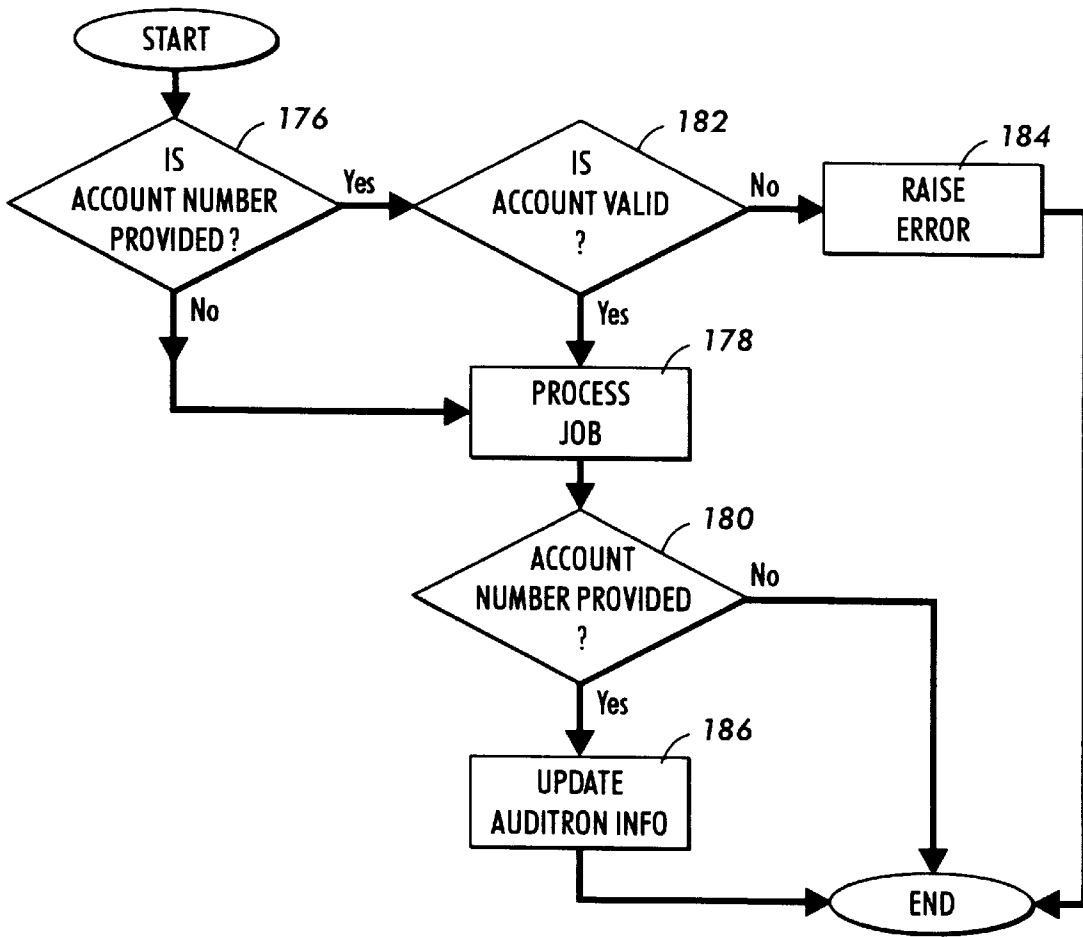 START
176
IS
ACCOUNT NUMBER
PROVIDED?
Yes
No
182
IS
ACCOUNT VALID
?
No
Yes
184
RAISE
ERROR
178
PROCESS
JOB
180
ACCOUNT
NUMBER PROVIDED
?
No
Yes
186
UPDATE
AUDITRON INFO
END